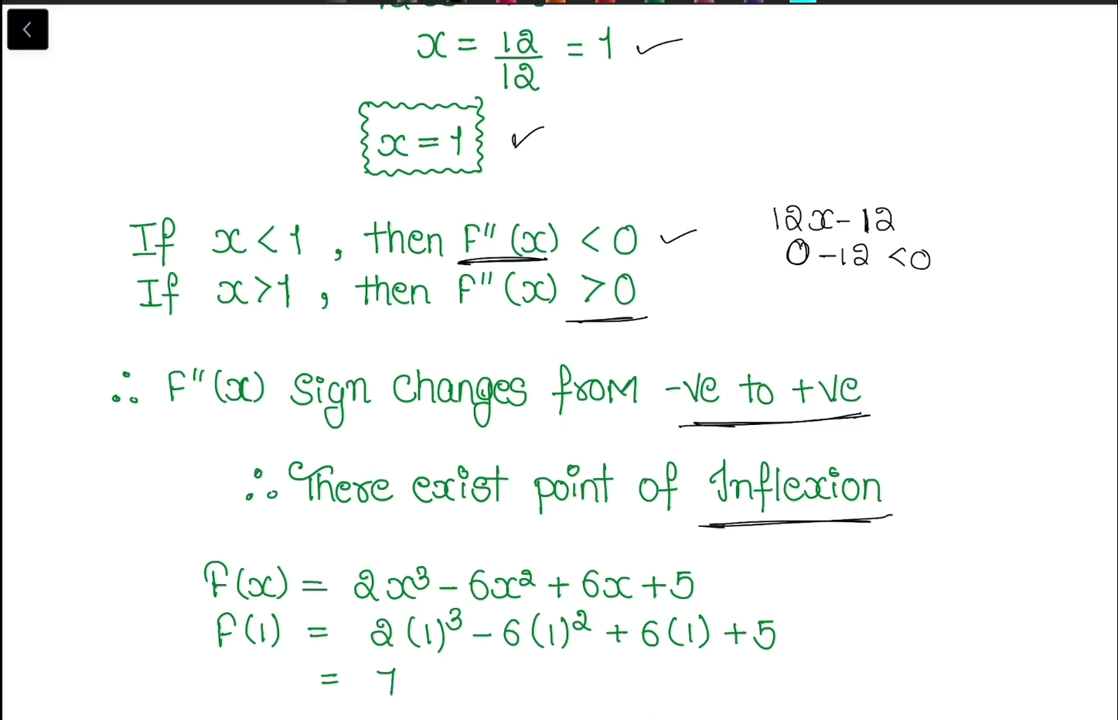 x = 12/12 = 1 ✓
x = 1 ✓
If x < 1 , then F"(x) < 0 ✓
12x - 12
0 - 12 < 0
If x > 1 , then F"(x) > 0
∴ F"(x) Sign Changes from -ve to +ve
∴ There exist point of Inflexion
F(x) = 2x³ - 6x² + 6x + 5
F(1) = 2(1)³ - 6(1)² + 6(1) + 5
= 7